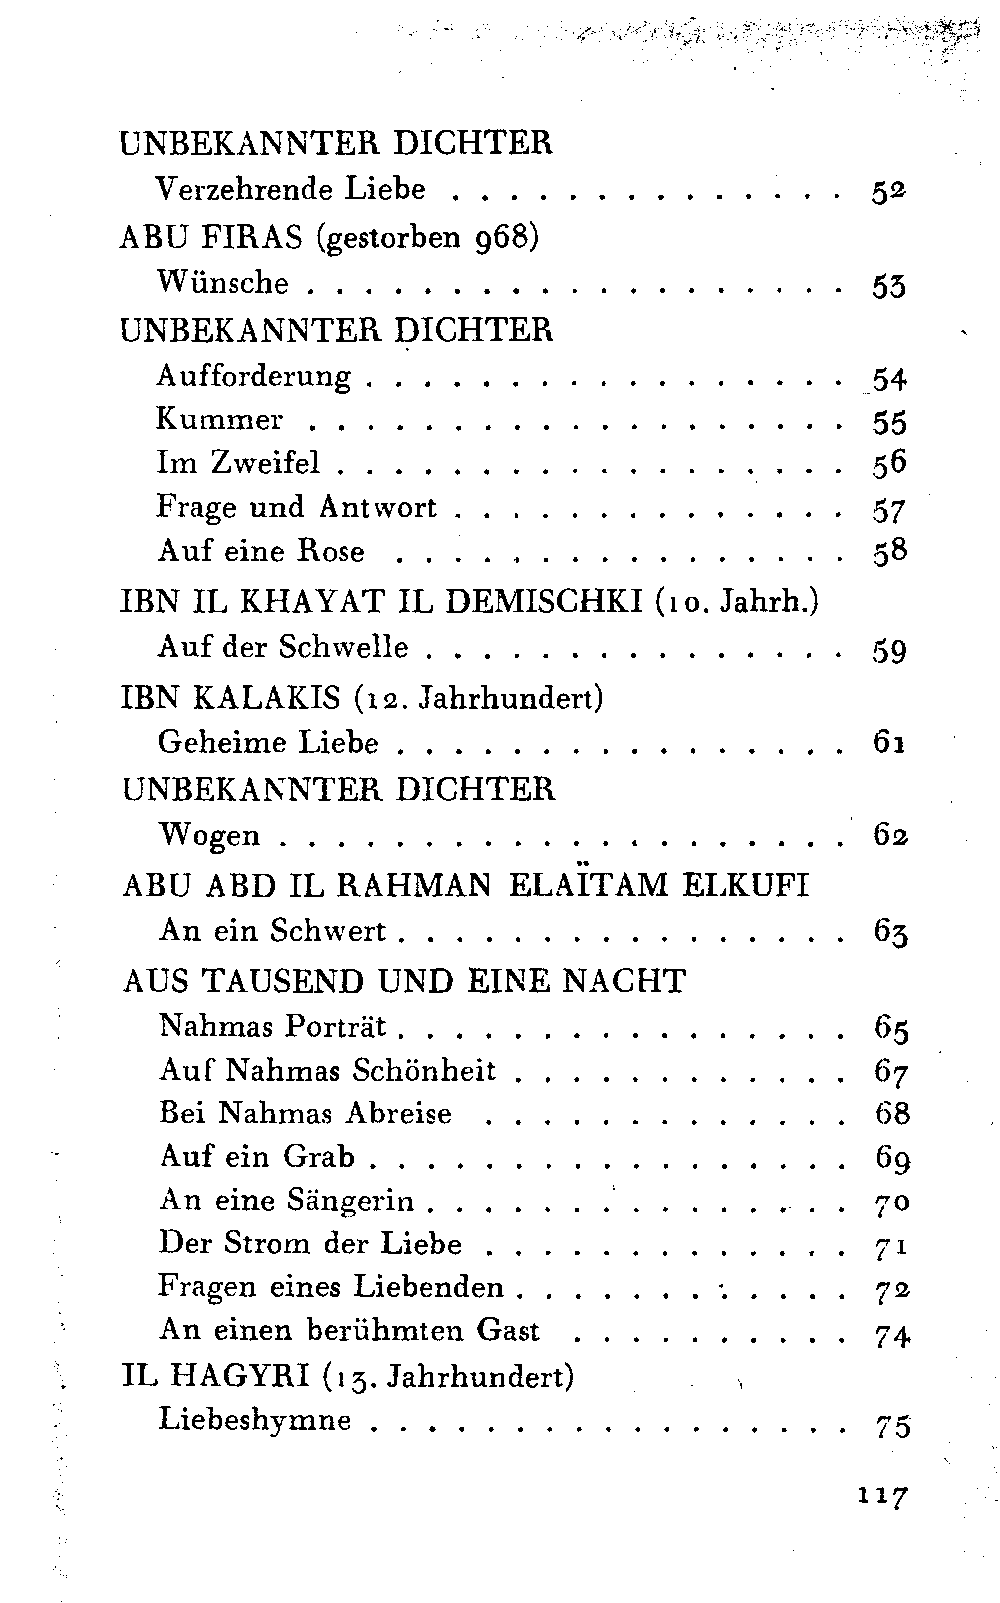 UNBEKANNTER DICHTER
Verzehrende Liebe . . . . . . . . . . . . . . 52
ABU FIRAS (gestorben 968)
Wünsche . . . . . . . . . . . . . . . . . . . 53
UNBEKANNTER DICHTER
Aufforderung . . . . . . . . . . . . . . . . . 54
Kummer . . . . . . . . . . . . . . . . . . . 55
Im Zweifel . . . . . . . . . . . . . . . . . . 56
Frage und Antwort . . . . . . . . . . . . . . 57
Auf eine Rose . . . . . . . . . . . . . . . . 58
IBN IL KHAYAT IL DEMISCHKI (10. Jahrh.)
Auf der Schwelle . . . . . . . . . . . . . . . 59
IBN KALAKIS (12. Jahrhundert)
Geheime Liebe . . . . . . . . . . . . . . . . 61
UNBEKANNTER DICHTER
Wogen . . . . . . . . . . . . . . . . . . . . 62
ABU ABD IL RAHMAN ELAÏTAM ELKUFI
An ein Schwert . . . . . . . . . . . . . . . . 63
AUS TAUSEND UND EINE NACHT
Nahmas Porträt . . . . . . . . . . . . . . . . 65
Auf Nahmas Schönheit . . . . . . . . . . . . 67
Bei Nahmas Abreise . . . . . . . . . . . . . 68
Auf ein Grab . . . . . . . . . . . . . . . . . 69
An eine Sängerin . . . . . . . . . . . . . . . 70
Der Strom der Liebe . . . . . . . . . . . . . 71
Fragen eines Liebenden . . . . . . . . . . . . 72
An einen berühmten Gast . . . . . . . . . . 74
IL HAGYRI (13. Jahrhundert)
Liebeshymne . . . . . . . . . . . . . . . . . 75
117